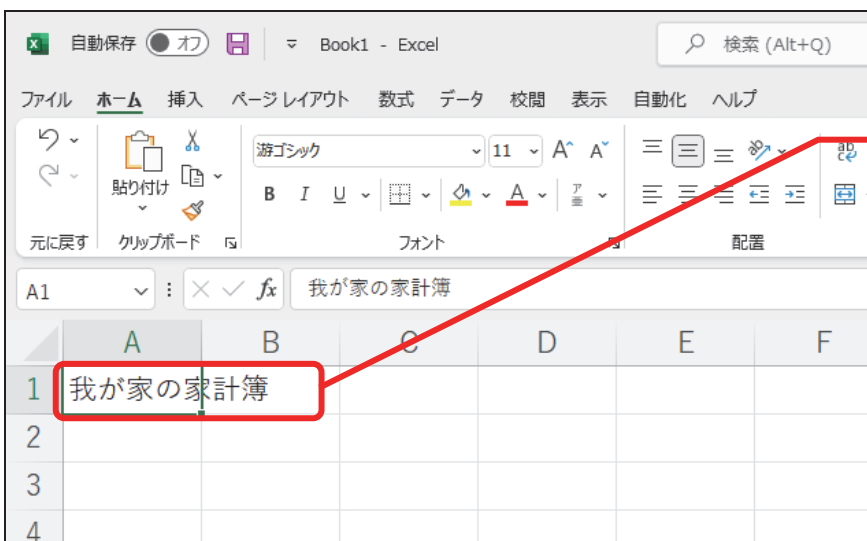 自動保存 オフ Book1 - Excel 検索 (Alt+Q)
ファイル ホーム 挿入 ページ レイアウト 数式 データ 校閲 表示 自動化 ヘルプ
游ゴシック 11 A A ab
貼り付け B I U A ア亜
元に戻す クリップボード フォント 配置
A1 fx 我が家の家計簿
A B C D E F
1 我が家の家計簿
2
3
4